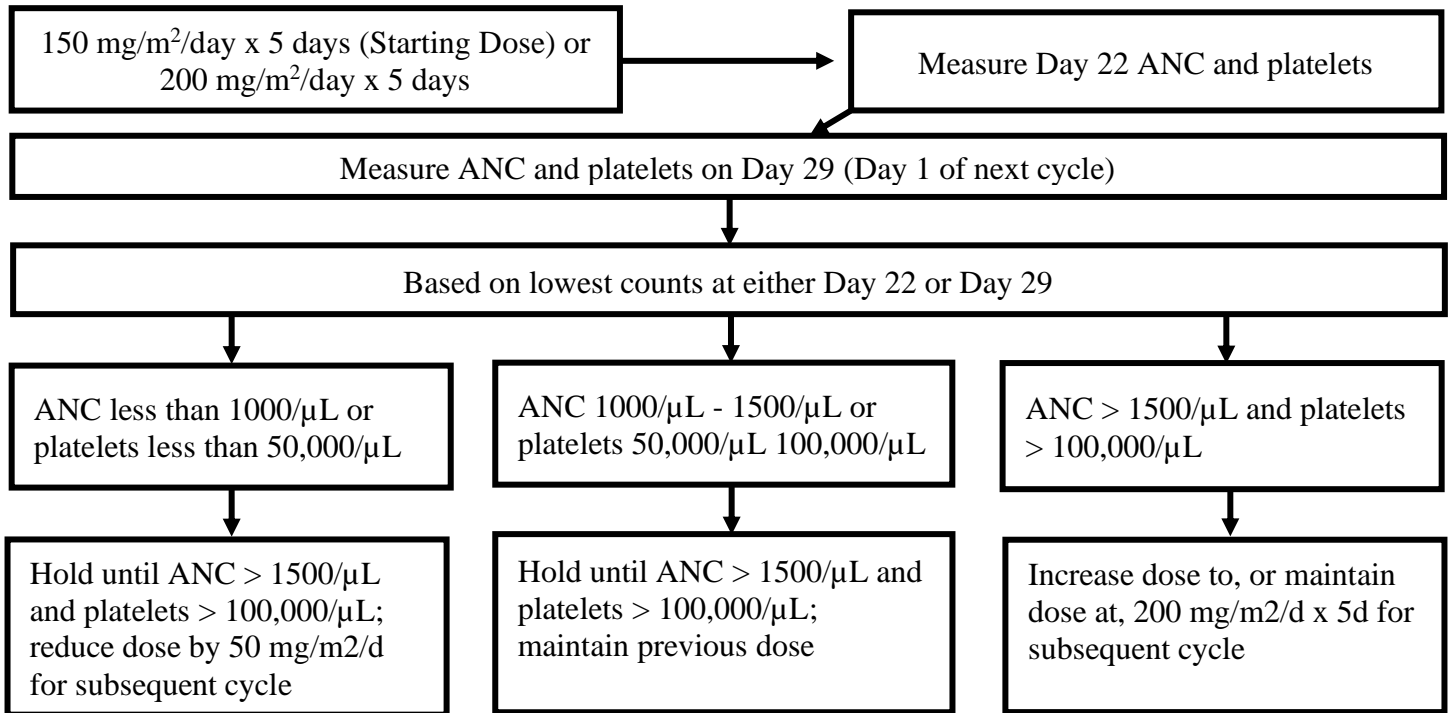 150 mg/m²/day x 5 days (Starting Dose) or
200 mg/m²/day x 5 days
Measure Day 22 ANC and platelets
Measure ANC and platelets on Day 29 (Day 1 of next cycle)
Based on lowest counts at either Day 22 or Day 29
ANC less than 1000/µL or
platelets less than 50,000/µL
ANC 1000/µL - 1500/µL or
platelets 50,000/µL 100,000/µL
ANC > 1500/µL and platelets
> 100,000/µL
Hold until ANC > 1500/µL
and platelets > 100,000/µL;
reduce dose by 50 mg/m2/d
for subsequent cycle
Hold until ANC > 1500/µL and
platelets > 100,000/µL;
maintain previous dose
Increase dose to, or maintain
dose at, 200 mg/m2/d x 5d for
subsequent cycle